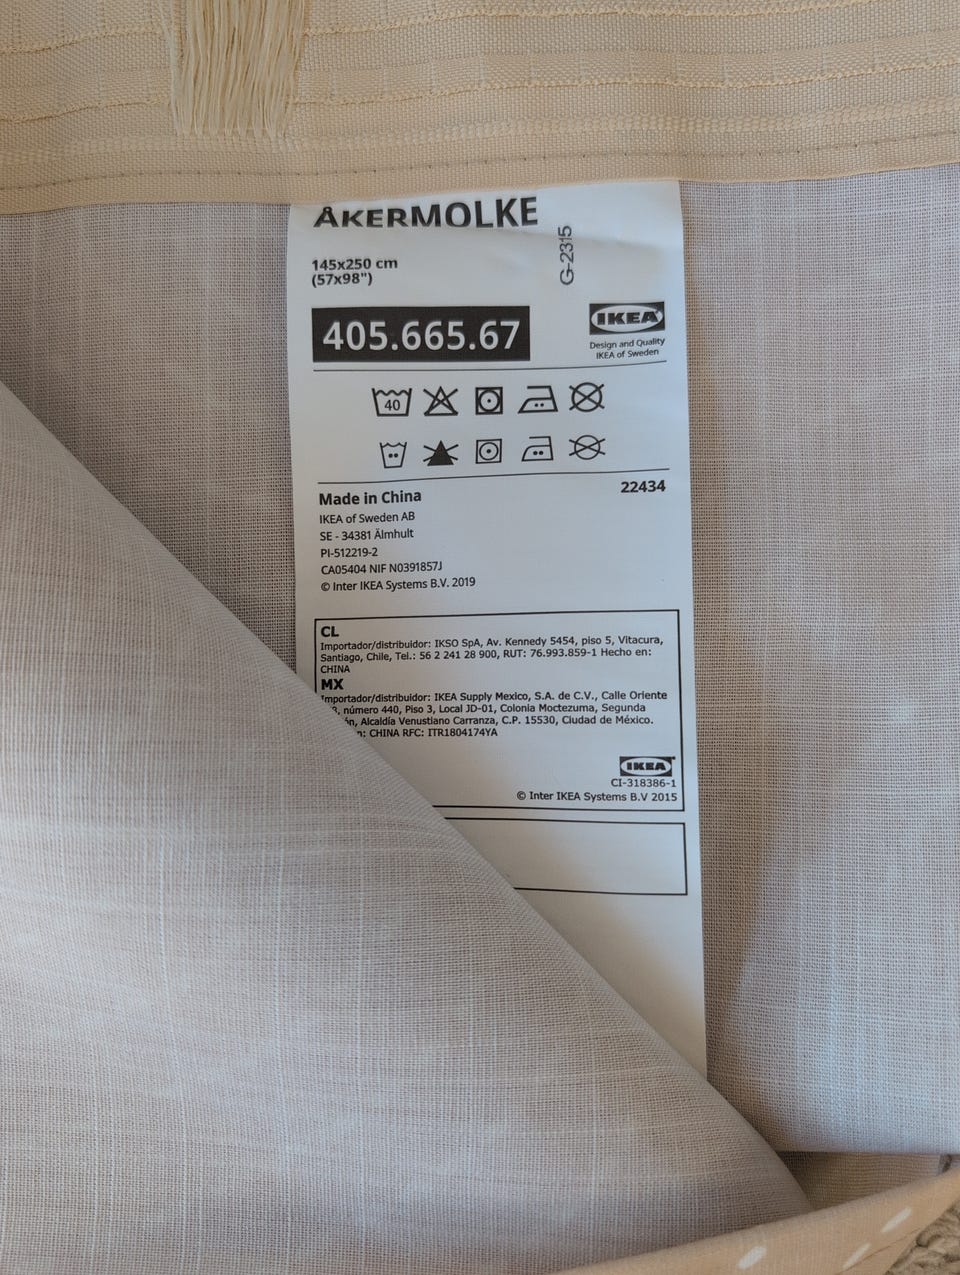 ÅKERMOLKE
G-2315
145x250 cm
(57x98")
405.665.67
IKEA
Design and Quality
IKEA of Sweden
40
Made in China
22434
IKEA of Sweden AB
SE - 34381 Älmhult
PI-512219-2
CA05404 NIF N0391857J
© Inter IKEA Systems B.V. 2019
CL
Importador/distribuidor: IKSO SpA, Av. Kennedy 5454, piso 5, Vitacura,
Santiago, Chile, Tel.: 56 2 241 28 900, RUT: 76.993.859-1 Hecho en:
CHINA
MX
Importador/distribuidor: IKEA Supply Mexico, S.A. de C.V., Calle Oriente
número 440, Piso 3, Local JD-01, Colonia Moctezuma, Segunda
Alcaldía Venustiano Carranza, C.P. 15530, Ciudad de México.
CHINA RFC: ITR1804174YA
IKEA
CI-318386-1
© Inter IKEA Systems B.V 2015